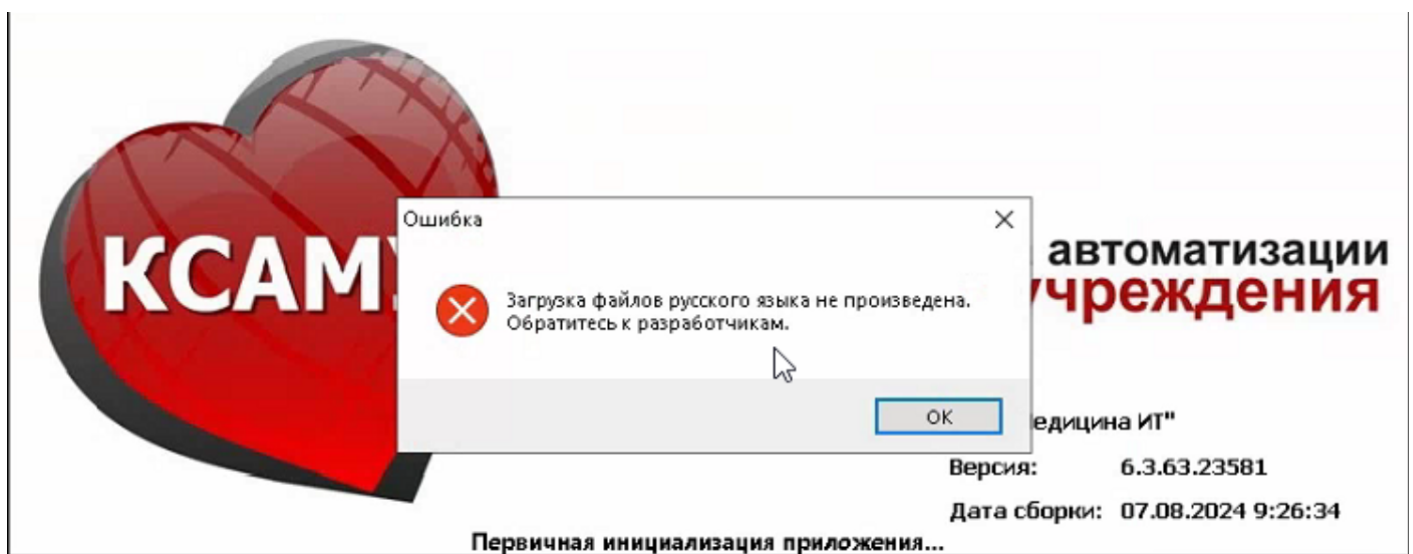 КСАМ
Ошибка
автоматизации
учреждения
Загрузка файлов русского языка не произведена.
Обратитесь к разработчикам.
OK
едицина ИТ"
Версия: 6.3.63.23581
Дата сборки: 07.08.2024 9:26:34
Первичная инициализация приложения...